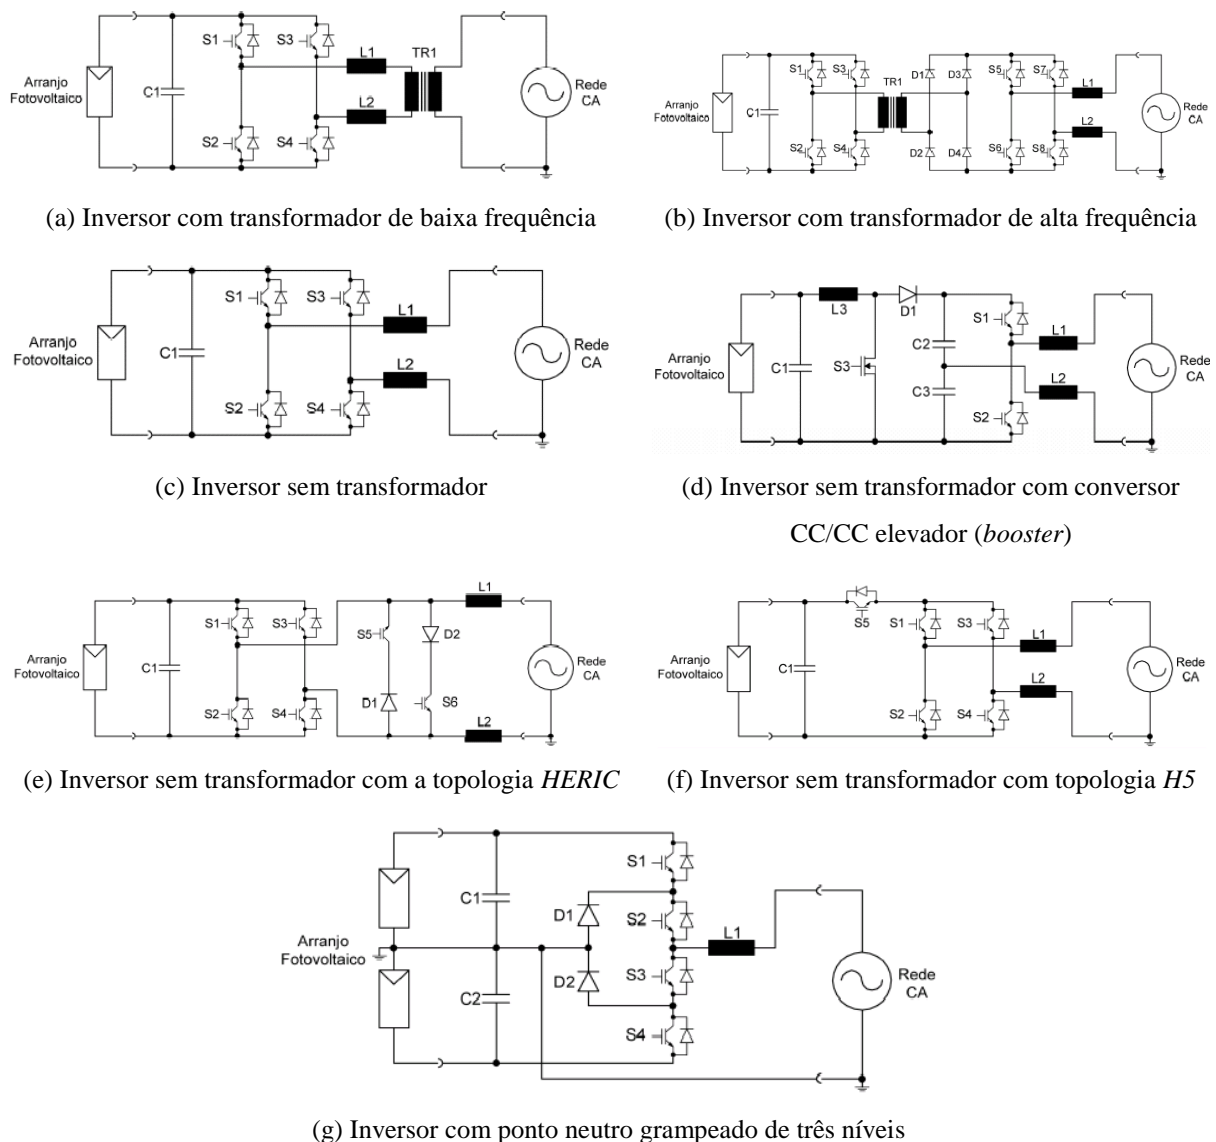 S1
S3
L1
TR1
Arranjo
Fotovoltaico
C1
Rede
CA
L2
S2
S4
(a) Inversor com transformador de baixa frequência
S1
S3
D1
D3
S5
S7
L1
TR1
Arranjo
Fotovoltaico
C1
Rede
CA
L2
S2
S4
D2
D4
S6
S8
(b) Inversor com transformador de alta frequência
S1
S3
L1
Arranjo
Fotovoltaico
C1
Rede
CA
L2
S2
S4
(c) Inversor sem transformador
L3
D1
S1
L1
Arranjo
Fotovoltaico
C1
S3
C2
Rede
CA
L2
C3
S2
(d) Inversor sem transformador com conversor
CC/CC elevador (booster)
L1
S1
S3
S5
D2
Arranjo
Fotovoltaico
C1
Rede
CA
S2
S4
D1
S6
L2
(e) Inversor sem transformador com a topologia HERIC
S5
S1
S3
L1
Arranjo
Fotovoltaico
C1
Rede
CA
L2
S2
S4
(f) Inversor sem transformador com topologia H5
S1
C1
D1
S2
L1
Arranjo
Fotovoltaico
D2
S3
Rede
CA
C2
S4
(g) Inversor com ponto neutro grampeado de três níveis